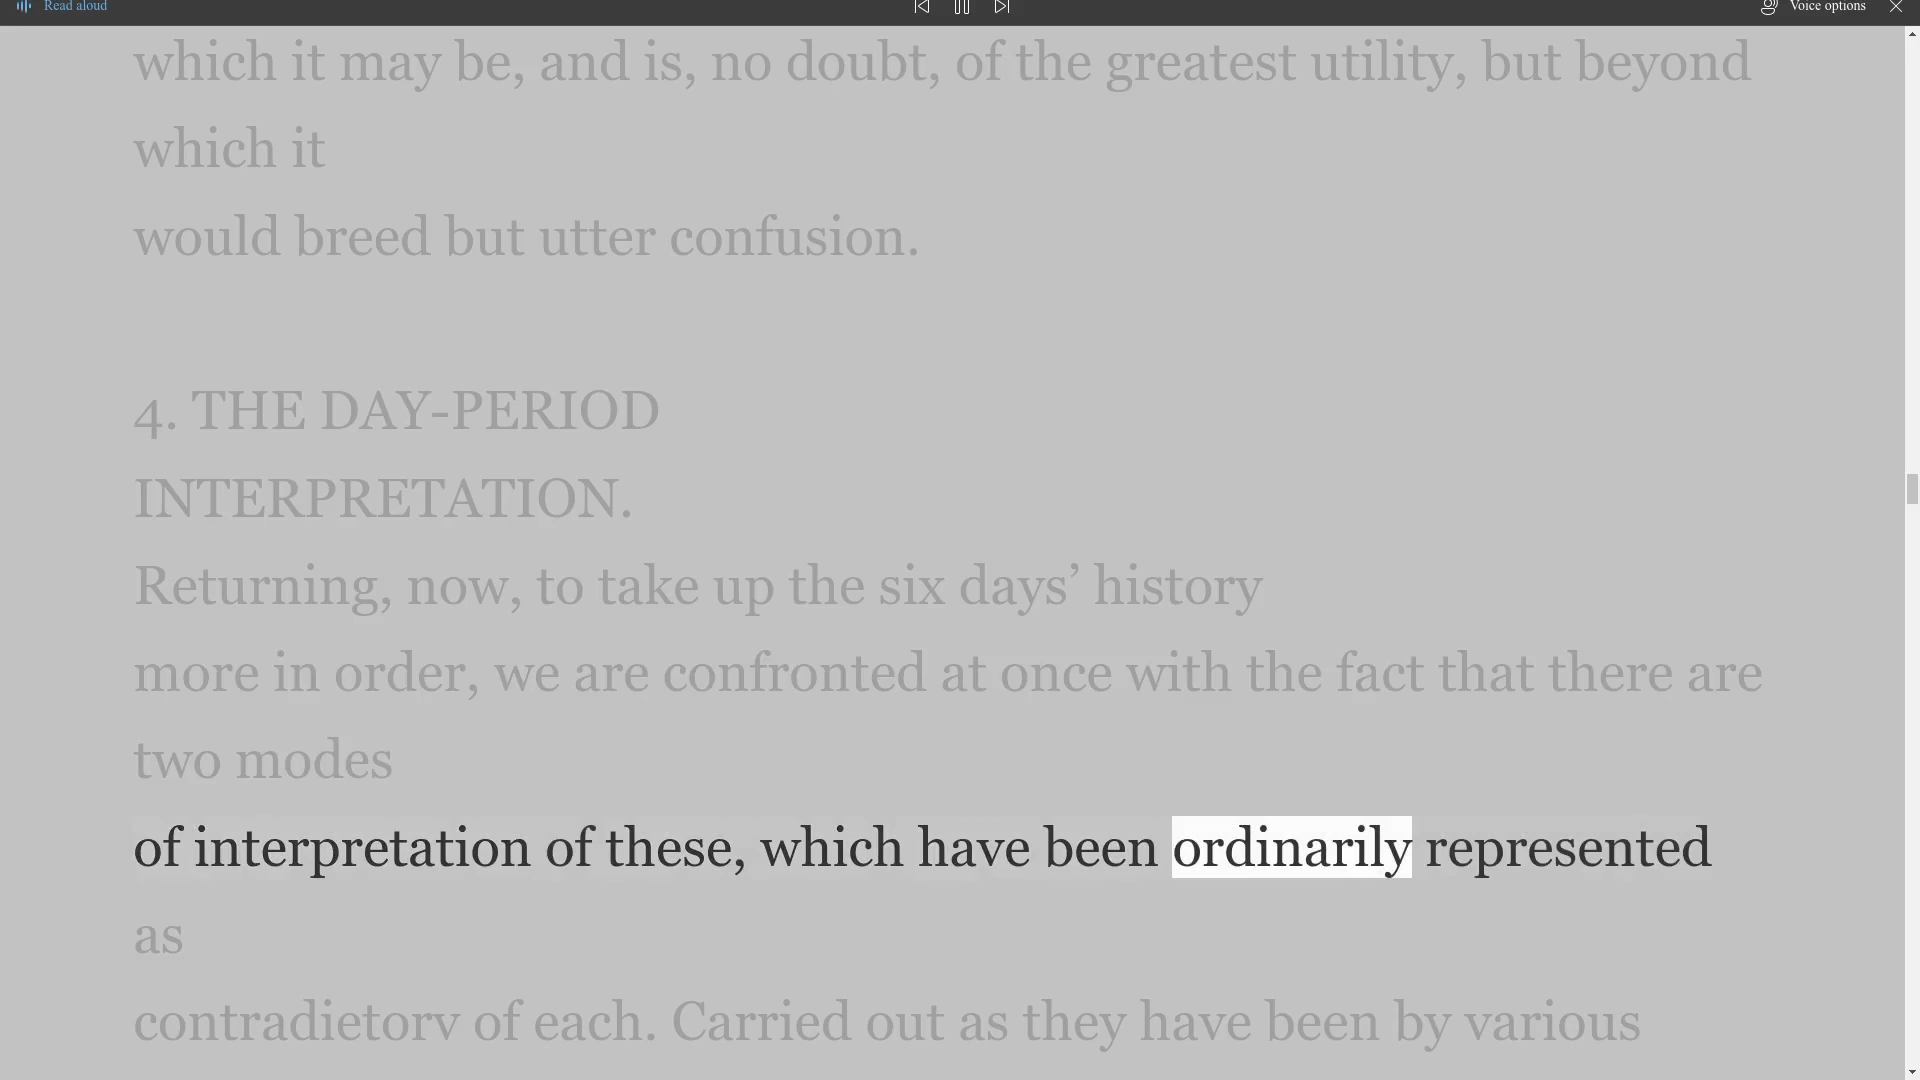 Read aloud
Voice options
which it may be, and is, no doubt, of the greatest utility, but beyond
which it
would breed but utter confusion.
4. THE DAY-PERIOD
INTERPRETATION.
Returning, now, to take up the six days’ history
more in order, we are confronted at once with the fact that there are
two modes
of interpretation of these, which have been ordinarily represented
as
contradietorv of each. Carried out as they have been by various